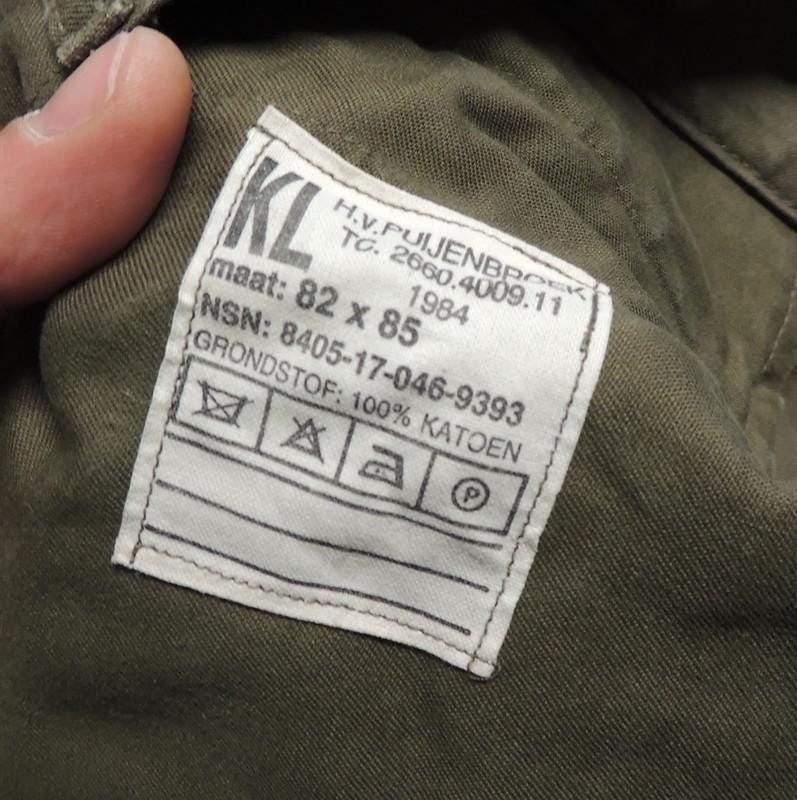 KL
H.V.PUIJENBROEK
TC. 2660.4009.11
1984
maat: 82 x 85
NSN: 8405-17-046-9393
GRONDSTOF: 100% KATOEN
P